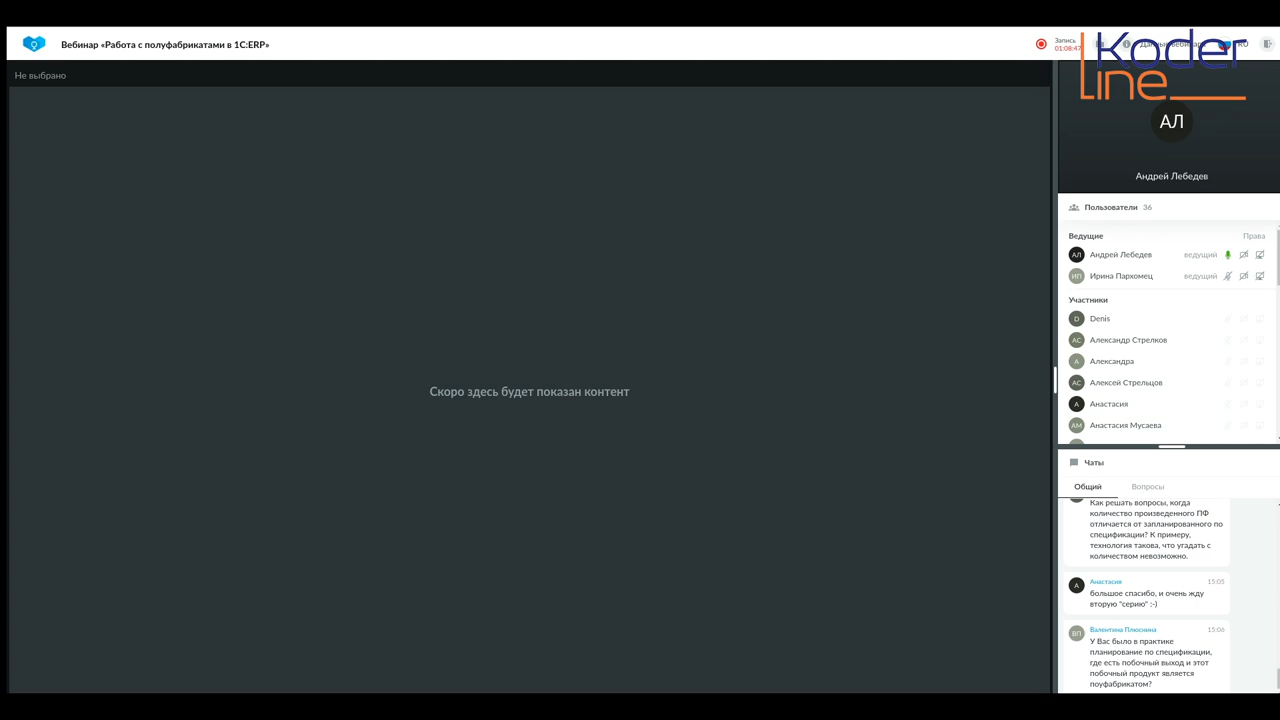 Вебинар «Работа с полуфабрикатами в 1С:ERP»
Запись
01:08:47
RU
Koder
line
Не выбрано
АЛ
Андрей Лебедев
Пользователи 36
Ведущие Права
АЛ Андрей Лебедев ведущий
ИП Ирина Пархомец ведущий
Участники
D Denis
АС Александр Стрелков
А Александра
АС Алексей Стрельцов
А Анастасия
АМ Анастасия Мусаева
Скоро здесь будет показан контент
Чаты
Общий Вопросы
Как решать вопросы, когда
количество произведенного ПФ
отличается от запланированного по
спецификации? К примеру,
технология такова, что угадать с
количеством невозможно.
А Анастасия 15:05
большое спасибо, и очень жду
вторую "серию" :-)
ВП Валентина Плюснина 15:06
У Вас было в практике
планирование по спецификации,
где есть побочный выход и этот
побочный продукт является
поуфабрикатом?